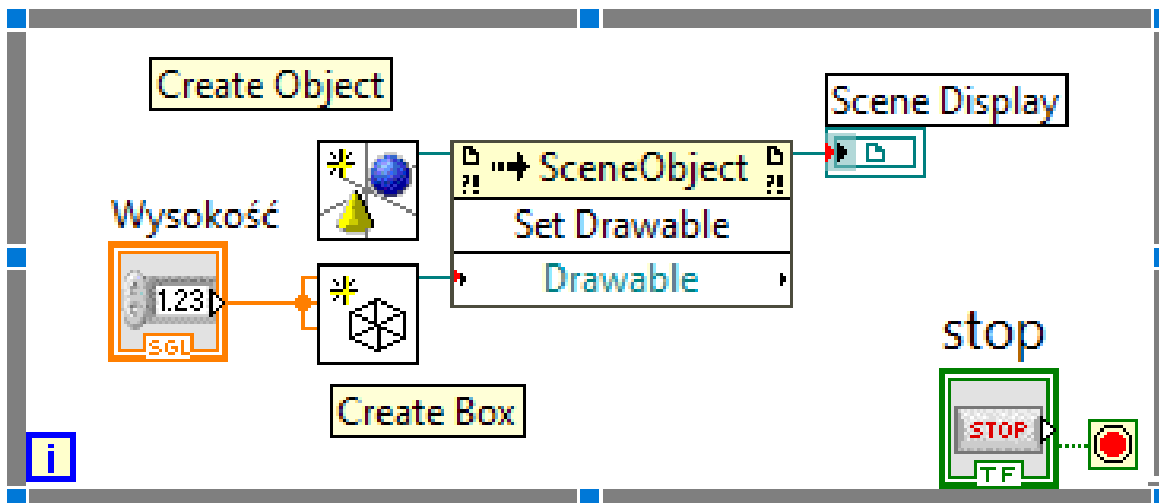 Create Object
Scene Display
?! SceneObject ?!
Wysokość
Set Drawable
1.23
Drawable
SGL
stop
Create Box
STOP
i
TF